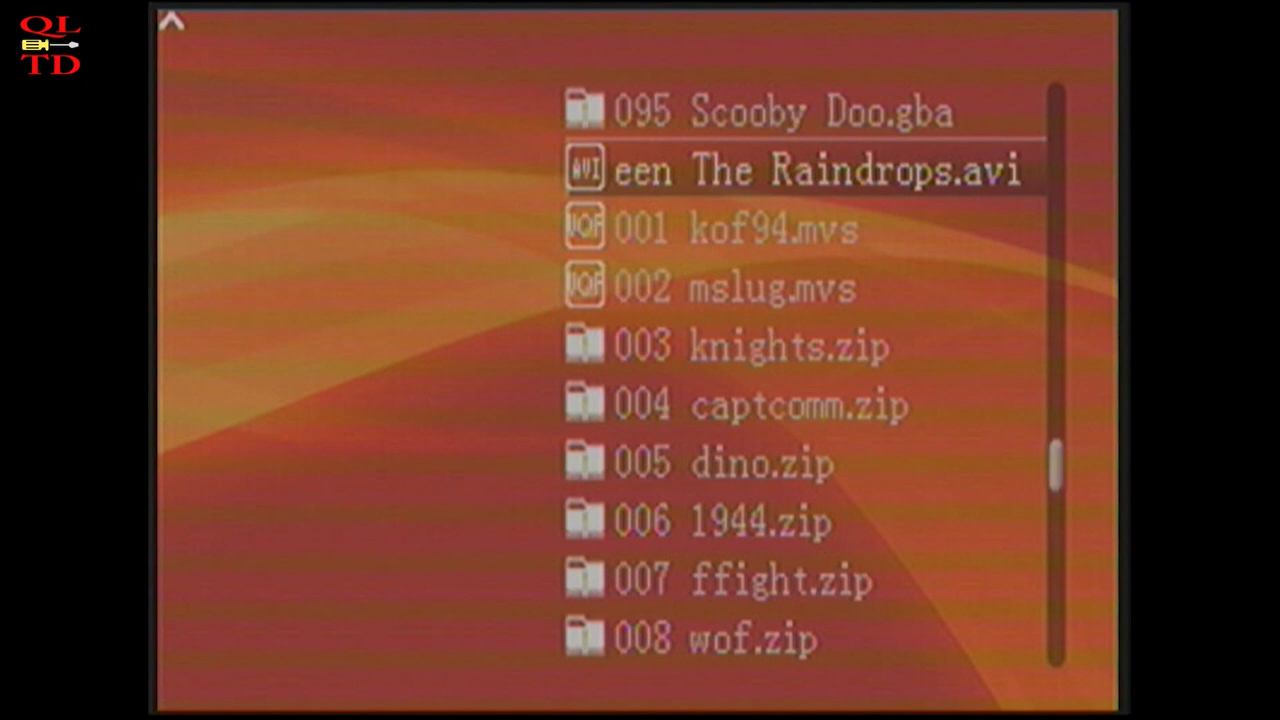 QL
TD
095 Scooby Doo.gba
AVI een The Raindrops.avi
001 kof94.mvs
002 mslug.mvs
003 knights.zip
004 captcomm.zip
005 dino.zip
006 1944.zip
007 ffight.zip
008 wof.zip